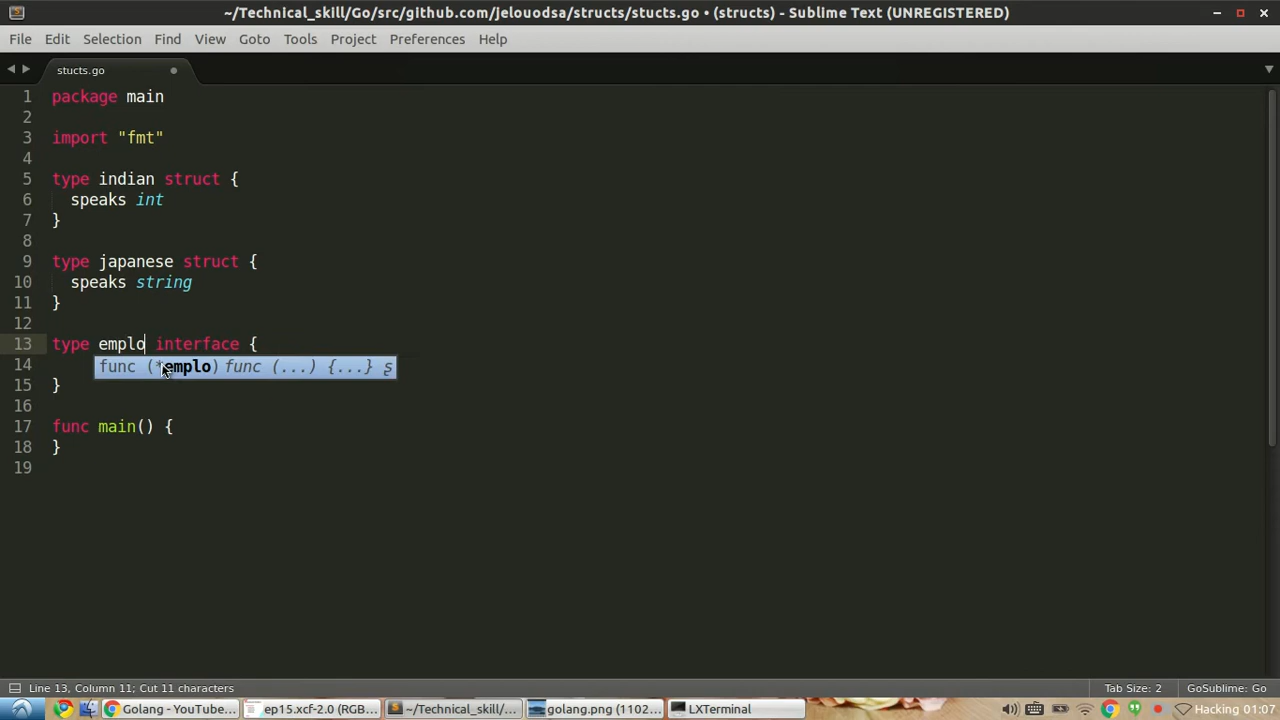 ~/Technical_skill/Go/src/github.com/jelouodsa/structs/stucts.go • (structs) - Sublime Text (UNREGISTERED)
File Edit Selection Find View Goto Tools Project Preferences Help
stucts.go
1 package main
2
3 import "fmt"
4
5 type indian struct {
6 speaks int
7 }
8
9 type japanese struct {
10 speaks string
11 }
12
13 type emplo interface {
14 func (*emplo) func (...) {...} ʂ
15 }
16
17 func main() {
18 }
19
Line 13, Column 11; Cut 11 characters Tab Size: 2 GoSublime: Go
Golang - YouTube... ep15.xcf-2.0 (RGB... ~/Technical_skill/... golang.png (1102... LXTerminal Hacking 01:07